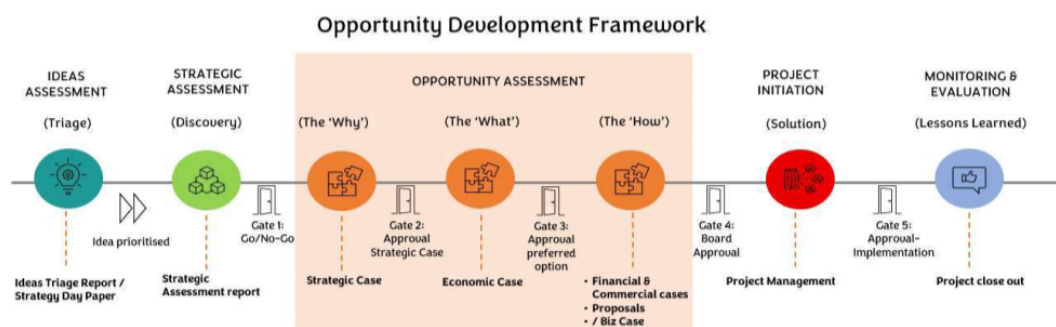 Opportunity Development Framework
IDEAS
ASSESSMENT
(Triage)
STRATEGIC
ASSESSMENT
(Discovery)
OPPORTUNITY ASSESSMENT
(The ‘Why’)
(The ‘What’)
(The ‘How’)
PROJECT
INITIATION
(Solution)
MONITORING &
EVALUATION
(Lessons Learned)
Idea prioritised
Gate 1:
Go/No-Go
Gate 2:
Approval
Strategic Case
Gate 3:
Approval
preferred
option
Gate 4:
Board
Approval
Gate 5:
Approval-
Implementation
Ideas Triage Report /
Strategy Day Paper
Strategic
Assessment report
Strategic Case
Economic Case
• Financial &
Commercial cases
• Proposals
• / Biz Case
Project Management
Project close out